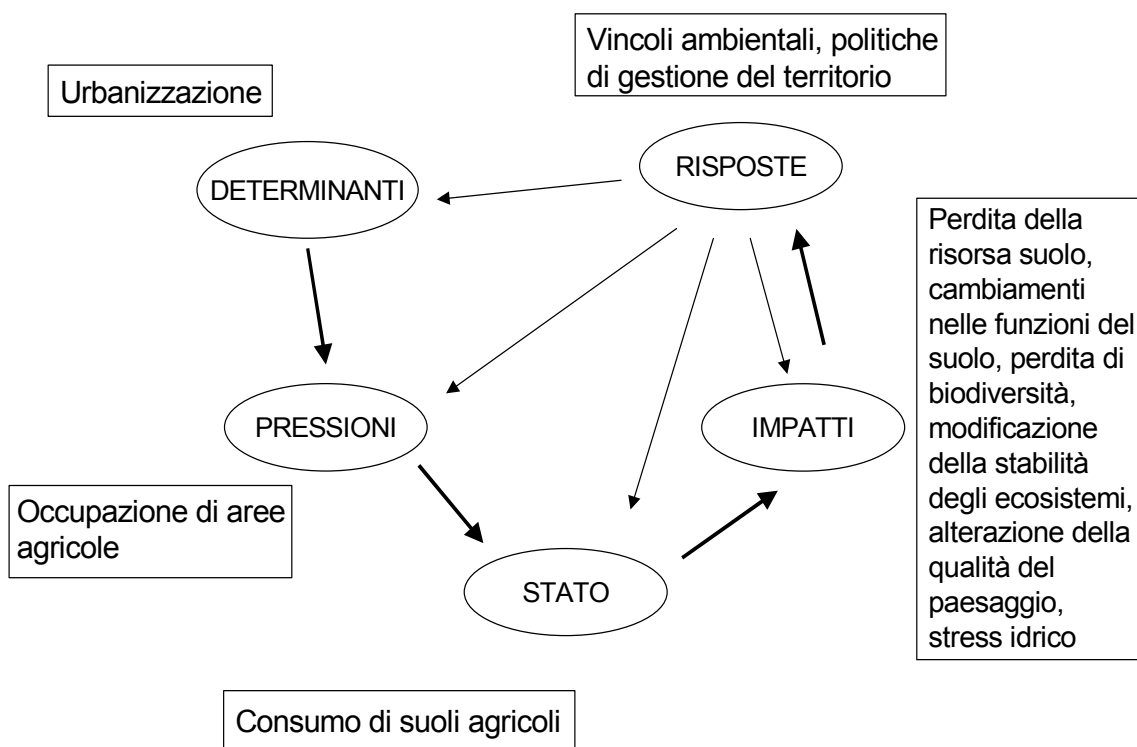 Vincoli ambientali, politiche
di gestione del territorio
Urbanizzazione
RISPOSTE
DETERMINANTI
Perdita della
risorsa suolo,
cambiamenti
nelle funzioni del
suolo, perdita di
biodiversità,
modificazione
della stabilità
degli ecosistemi,
alterazione della
qualità del
paesaggio,
stress idrico
PRESSIONI
IMPATTI
Occupazione di aree
agricole
STATO
Consumo di suoli agricoli